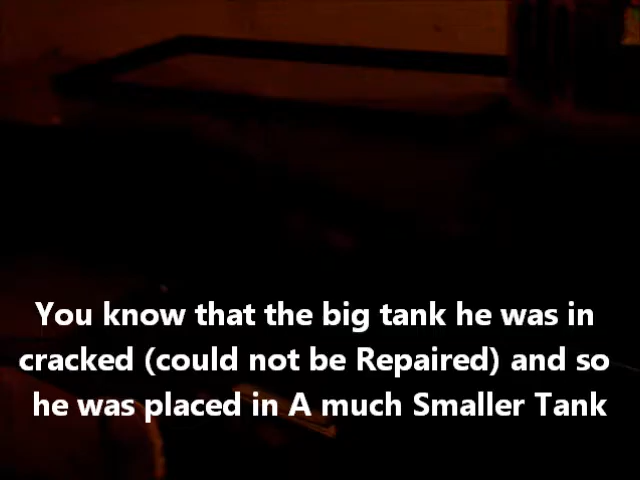 You know that the big tank he was in
cracked (could not be Repaired) and so
he was placed in A much Smaller Tank